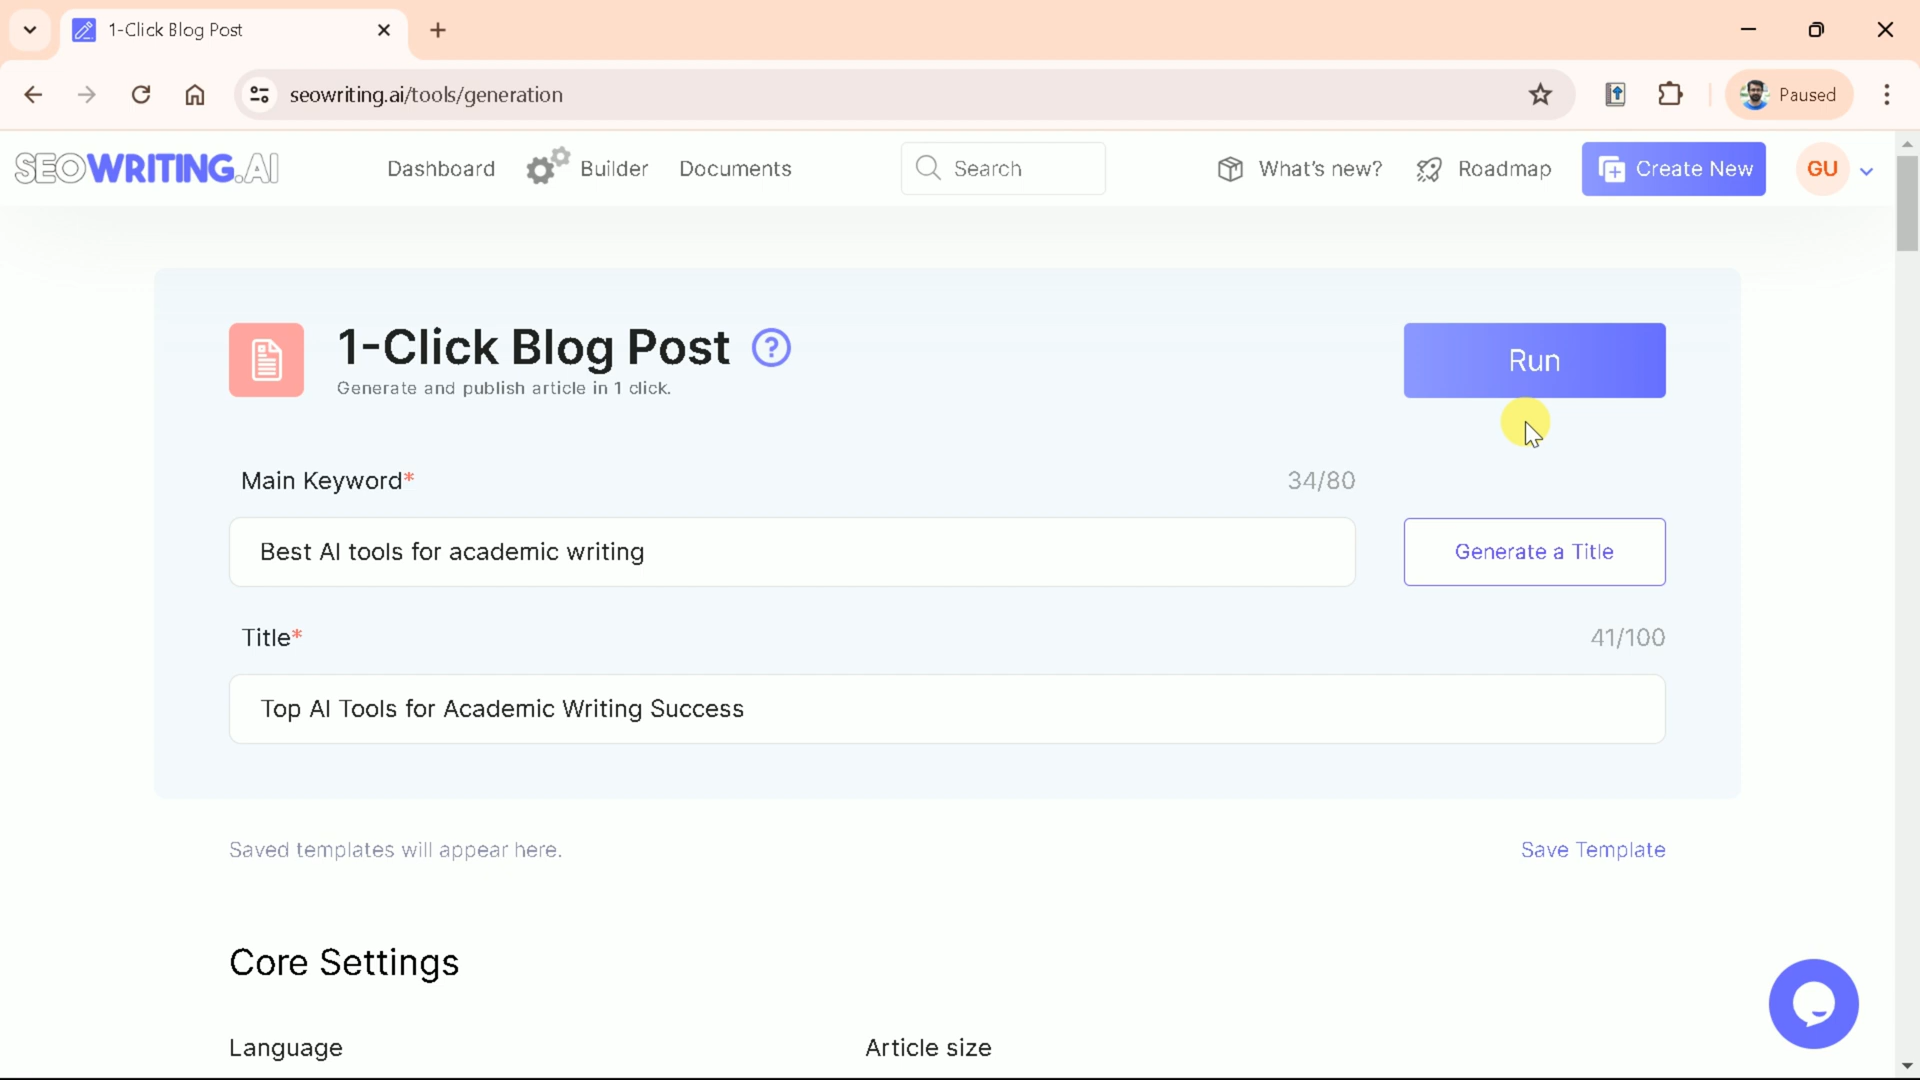 1-Click Blog Post
seowriting.ai/tools/generation
Paused
SEOWRITING.AI
Dashboard
Builder
Documents
Search
What's new?
Roadmap
Create New
GU
1-Click Blog Post
?
Generate and publish article in 1 click.
Run
Main Keyword*
34/80
Best AI tools for academic writing
Generate a Title
Title*
41/100
Top AI Tools for Academic Writing Success
Saved templates will appear here.
Save Template
Core Settings
Language
Article size